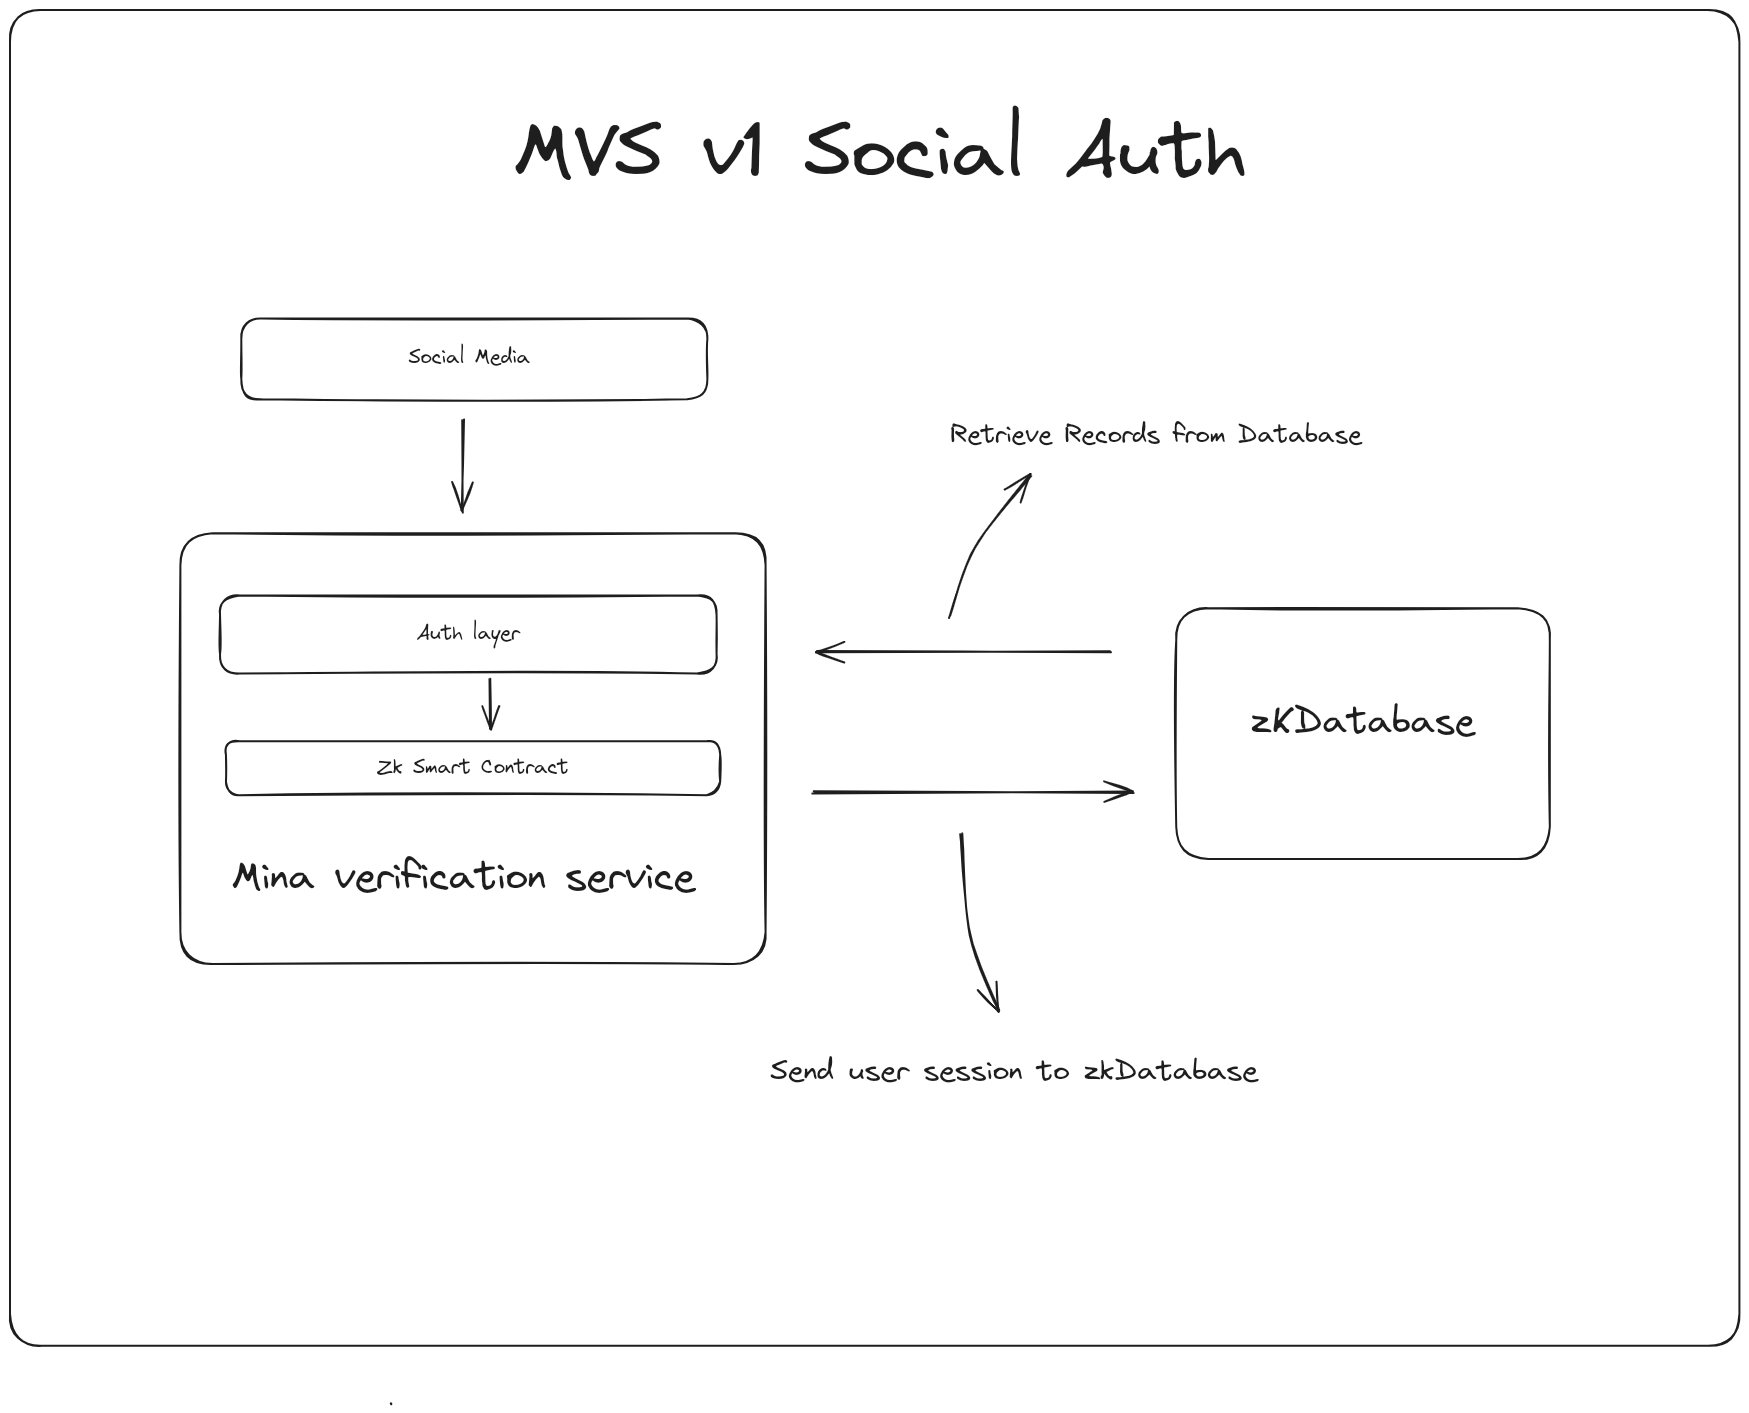 MVS v1 Social Auth
Social Media
Retrieve Records from Database
Auth layer
zKDatabase
Zk Smart Contract
Mina verification service
Send user session to zkDatabase